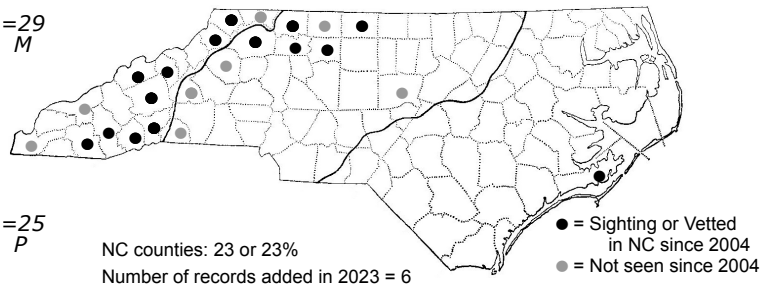 =29
M
=25
P
NC counties: 23 or 23%
Number of records added in 2023 = 6
= Sighting or Vetted
in NC since 2004
= Not seen since 2004